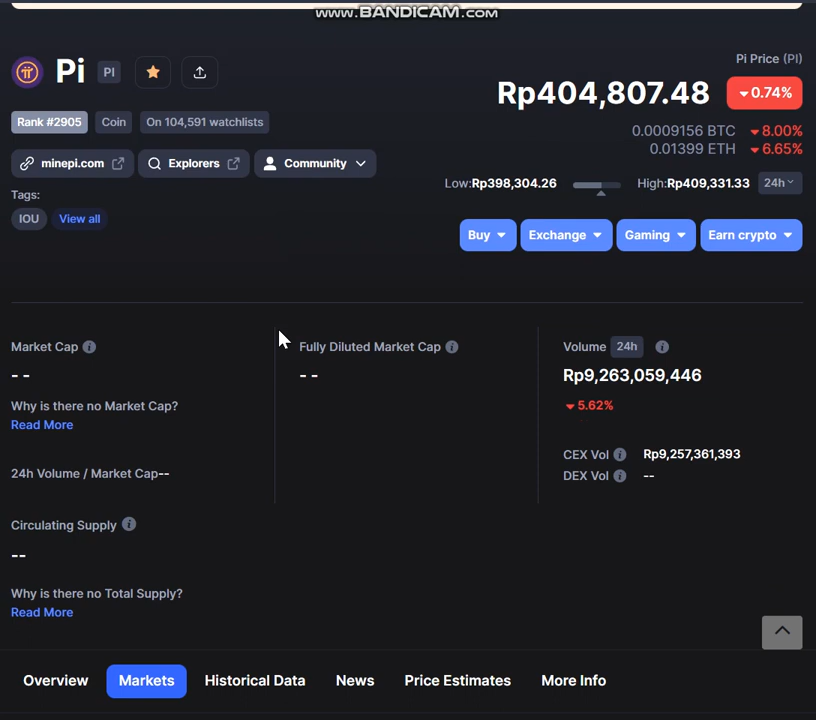 www.BANDICAM.com
Pi PI
Pi Price (PI)
Rp404,807.48 0.74%
Rank #2905 Coin On 104,591 watchlists
0.0009156 BTC 8.00%
0.01399 ETH 6.65%
minepi.com Explorers Community
Low:Rp398,304.26 High:Rp409,331.33 24h
Tags:
IOU View all
Buy Exchange Gaming Earn crypto
Market Cap
- -
Why is there no Market Cap?
Read More
24h Volume / Market Cap--
Fully Diluted Market Cap
- -
Volume 24h
Rp9,263,059,446
5.62%
CEX Vol Rp9,257,361,393
DEX Vol --
Circulating Supply
--
Why is there no Total Supply?
Read More
Overview Markets Historical Data News Price Estimates More Info